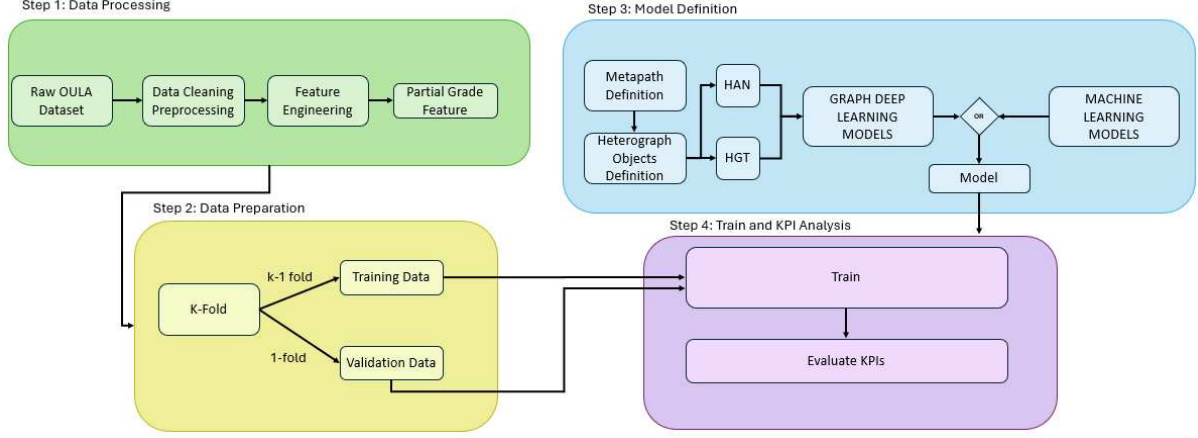 Step 1: Data Processing
Raw OULA
Dataset
Data Cleaning
Preprocessing
Feature
Engineering
Partial Grade
Feature
Step 2: Data Preparation
K-Fold
k-1 fold
1-fold
Training Data
Validation Data
Step 3: Model Definition
Metapath
Definition
Heterograph
Objects
Definition
HAN
HGT
GRAPH DEEP
LEARNING
MODELS
OR
MACHINE
LEARNING
MODELS
Model
Step 4: Train and KPI Analysis
Train
Evaluate KPIs